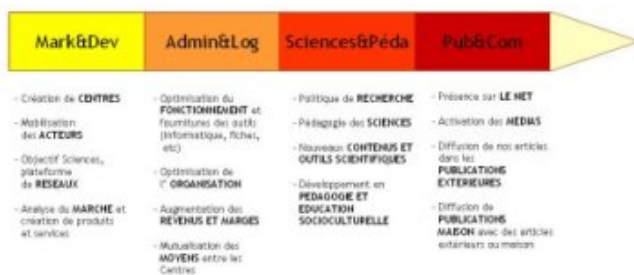 Mark&Dev
Admin&Log
Sciences&Péda
Pub&Com
- Création de CENTRES
- Mobilisation
des ACTEURS
- Objectif Sciences,
plateforme
de RESEAUX
- Analyse du MARCHE et
création de produits
et services
- Optimisation du
FONCTIONNEMENT et
fournitures des outils
(informatique, fiches,
etc)
- Optimisation de
l' ORGANISATION
- Augmentation des
REVENUS ET MARGES
- Mutualisation des
MOYENS entre les
Centres
- Politique de RECHERCHE
- Pédagogie des SCIENCES
- Nouveaux CONTENUS ET
OUTILS SCIENTIFIQUES
- Développement en
PEDAGOGIE ET
EDUCATION
SOCIOCULTURELLE
- Présence sur LE NET
- Activation des MEDIAS
- Diffusion de nos articles
dans les
PUBLICATIONS
EXTERIEURES
- Diffusion de
PUBLICATIONS
MAISON avec des articles
extérieurs ou maison